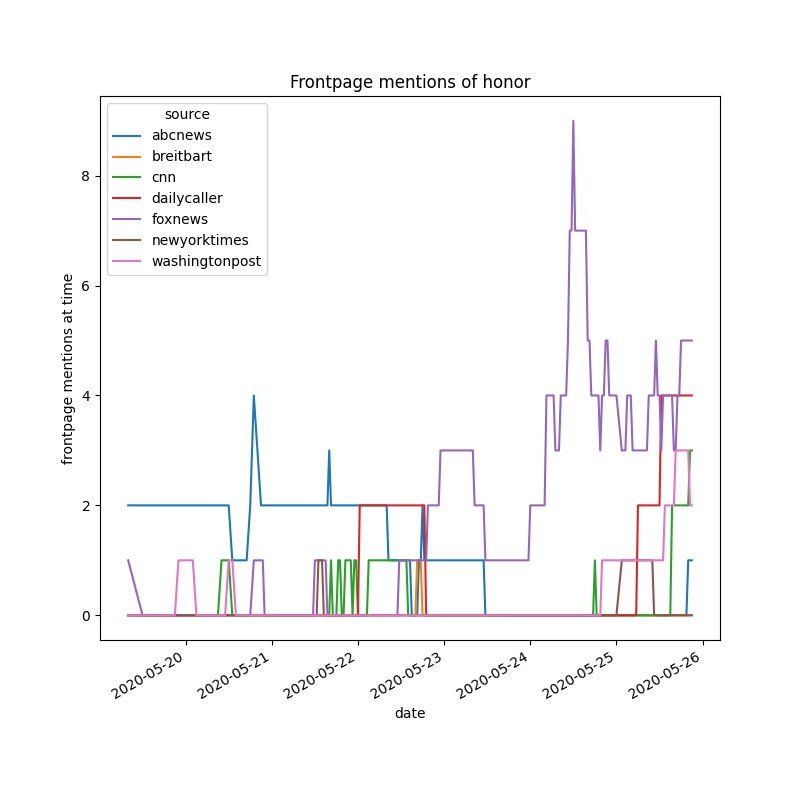 Frontpage mentions of honor
source
abcnews
breitbart
cnn
dailycaller
foxnews
newyorktimes
washingtonpost
frontpage mentions at time
8
6
4
2
0
2020-05-20
2020-05-21
2020-05-22
2020-05-23
2020-05-24
2020-05-25
2020-05-26
date